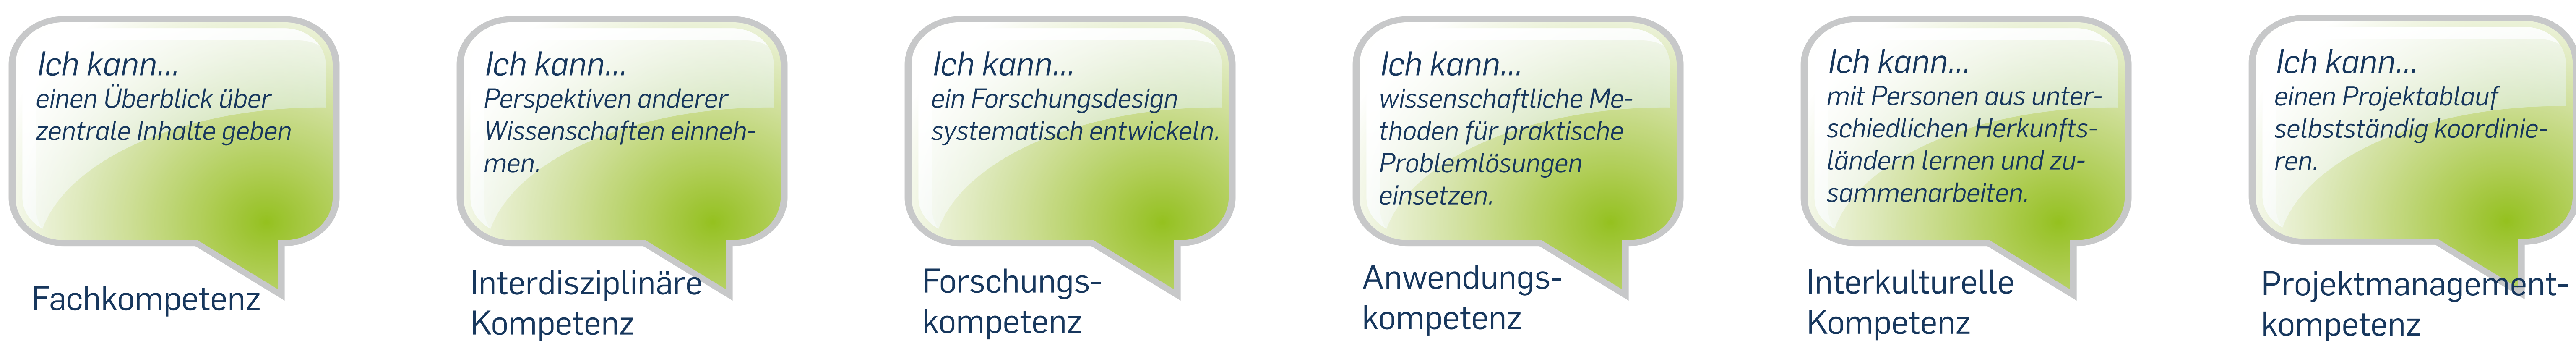 Ich kann...
einen Überblick über
zentrale Inhalte geben
Fachkompetenz
Ich kann...
Perspektiven anderer
Wissenschaften einneh-
men.
Interdisziplinäre
Kompetenz
Ich kann...
ein Forschungsdesign
systematisch entwickeln.
Forschungs-
kompetenz
Ich kann...
wissenschaftliche Me-
thoden für praktische
Problemlösungen
einsetzen.
Anwendungs-
kompetenz
Ich kann...
mit Personen aus unter-
schiedlichen Herkunfts-
ländern lernen und zu-
sammenarbeiten.
Interkulturelle
Kompetenz
Ich kann...
einen Projektablauf
selbstständig koordinie-
ren.
Projektmanagement-
kompetenz